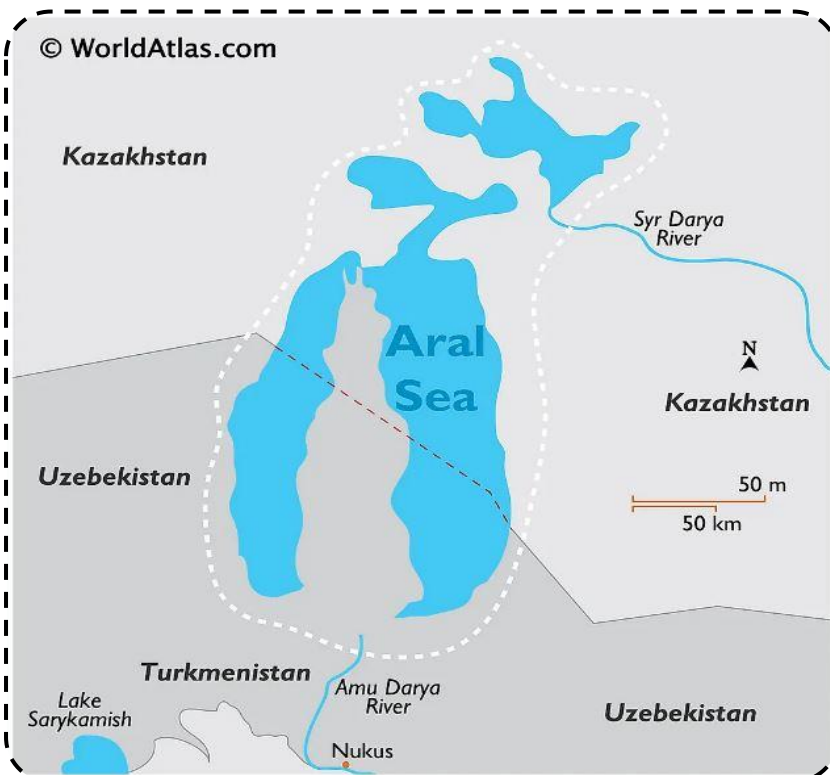 © WorldAtlas.com
Kazakhstan
Syr Darya
River
Aral
Sea
N
Kazakhstan
Uzebekistan
50 m
50 km
Turkmenistan
Amu Darya
River
Lake
Sarykamish
Uzebekistan
Nukus